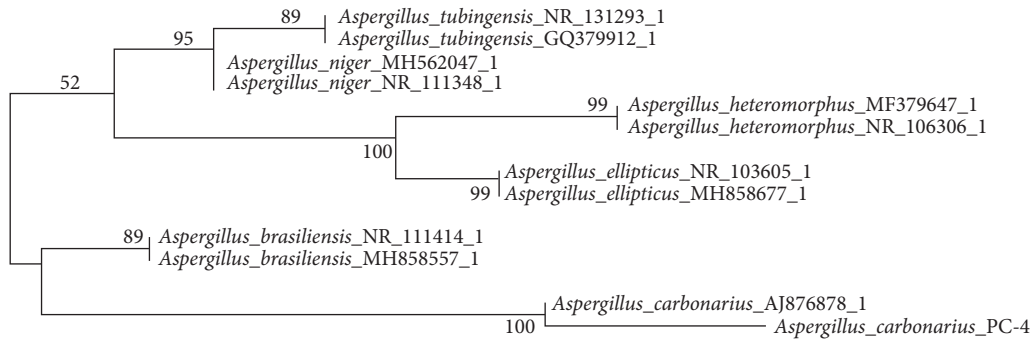 89
Aspergillus_tubingensis_NR_131293_1
Aspergillus_tubingensis_GQ379912_1
95
Aspergillus_niger_MH562047_1
Aspergillus_niger_NR_111348_1
52
99
Aspergillus_heteromorphus_MF379647_1
Aspergillus_heteromorphus_NR_106306_1
100
Aspergillus_ellipticus_NR_103605_1
99
Aspergillus_ellipticus_MH858677_1
89
Aspergillus_brasiliensis_NR_111414_1
Aspergillus_brasiliensis_MH858557_1
Aspergillus_carbonarius_AJ876878_1
100
Aspergillus_carbonarius_PC-4